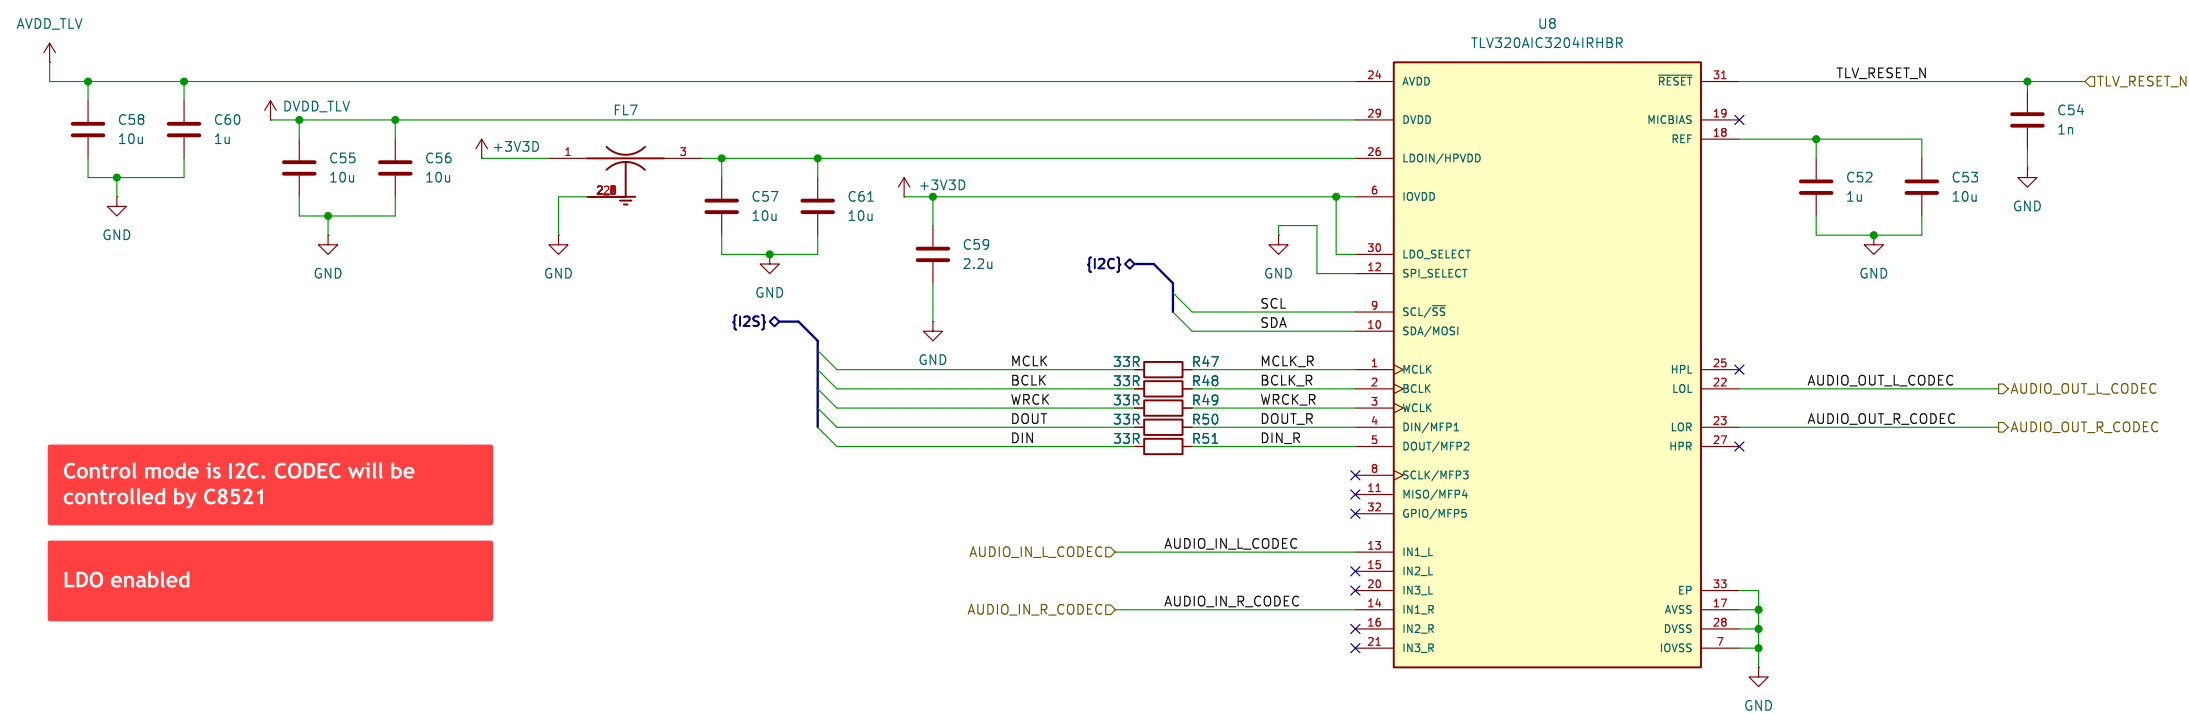 AVDD_TLV
C58
10u
C60
1u
GND
DVDD_TLV
C55
10u
C56
10u
GND
+3V3D
FL7
1
3
GND
C57
10u
C61
10u
GND
+3V3D
C59
2.2u
GND
GND
{I2C}
SCL
SDA
{I2S}
MCLK 33R R47 MCLK_R
BCLK 33R R48 BCLK_R
WRCK 33R R49 WRCK_R
DOUT 33R R50 DOUT_R
DIN 33R R51 DIN_R
AUDIO_IN_L_CODEC AUDIO_IN_L_CODEC
AUDIO_IN_R_CODEC AUDIO_IN_R_CODEC
U8
TLV320AIC3204IRHBR
24 AVDD
29 DVDD
26 LDOIN/HPVDD
6 IOVDD
30 LDO_SELECT
12 SPI_SELECT
9 SCL/SS
10 SDA/MOSI
1 MCLK
2 BCLK
3 WCLK
4 DIN/MFP1
5 DOUT/MFP2
8 SCLK/MFP3
11 MISO/MFP4
32 GPIO/MFP5
13 IN1_L
15 IN2_L
20 IN3_L
14 IN1_R
16 IN2_R
21 IN3_R
RESET 31
MICBIAS 19
REF 18
HPL 25
LOL 22
LOR 23
HPR 27
EP 33
AVSS 17
DVSS 28
IOVSS 7
TLV_RESET_N TLV_RESET_N
C54
1n
GND
C52
1u
C53
10u
GND
AUDIO_OUT_L_CODEC AUDIO_OUT_L_CODEC
AUDIO_OUT_R_CODEC AUDIO_OUT_R_CODEC
GND
Control mode is I2C. CODEC will be
controlled by C8521
LDO enabled